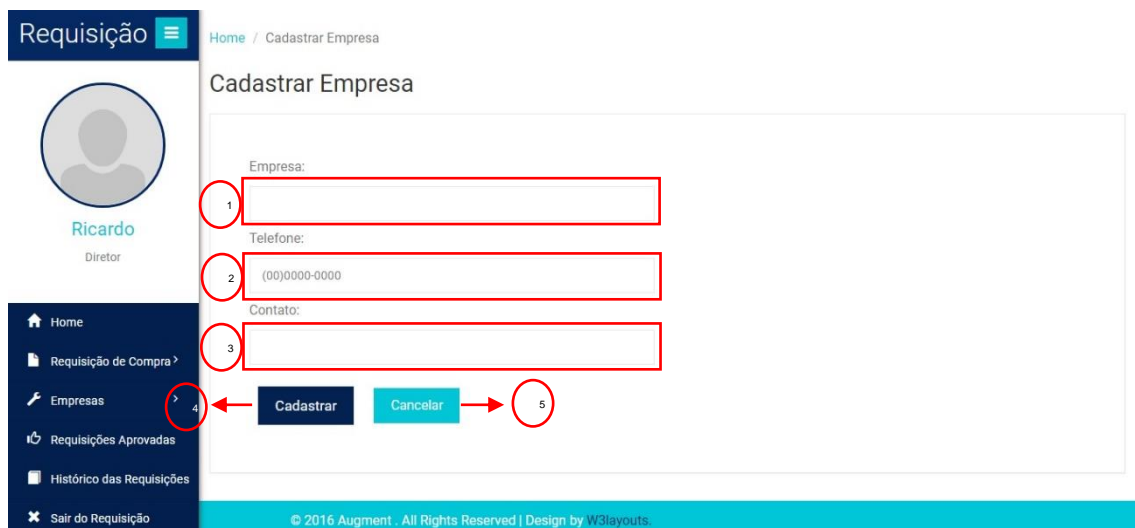 Requisição
Home / Cadastrar Empresa
Cadastrar Empresa
Ricardo
Diretor
Empresa:
1
Telefone:
2 (00)0000-0000
Contato:
3
Home
Requisição de Compra >
Empresas >
4 Cadastrar Cancelar 5
Requisições Aprovadas
Histórico das Requisições
Sair do Requisição
© 2016 Augment . All Rights Reserved | Design by W3layouts.